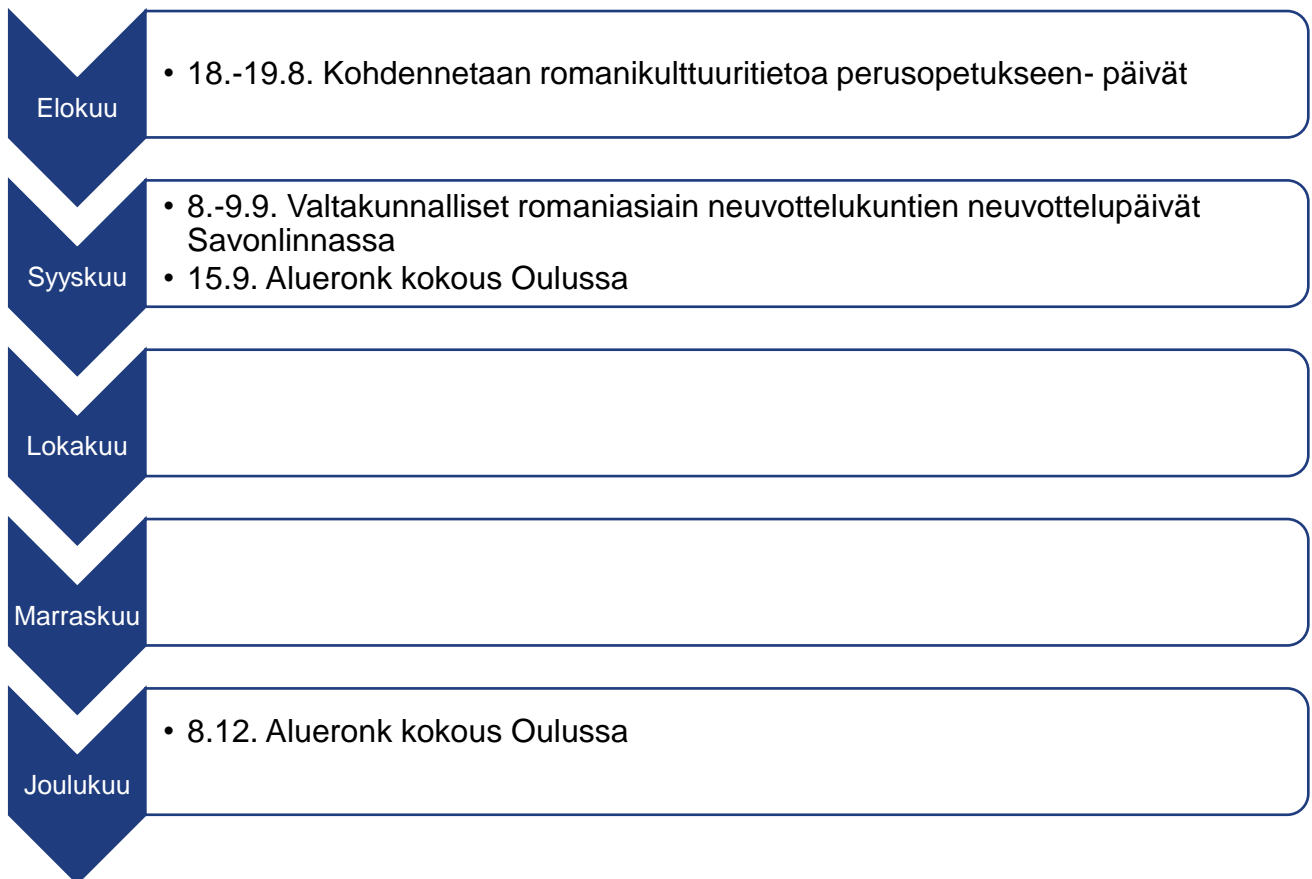 Elokuu
• 18.-19.8. Kohdennetaan romanikulttuuritietoa perusopetukseen- päivät
Syyskuu
• 8.-9.9. Valtakunnalliset romaniasiain neuvottelukuntien neuvottelupäivät
Savonlinnassa
• 15.9. Alueronk kokous Oulussa
Lokakuu
Marraskuu
Joulukuu
• 8.12. Alueronk kokous Oulussa